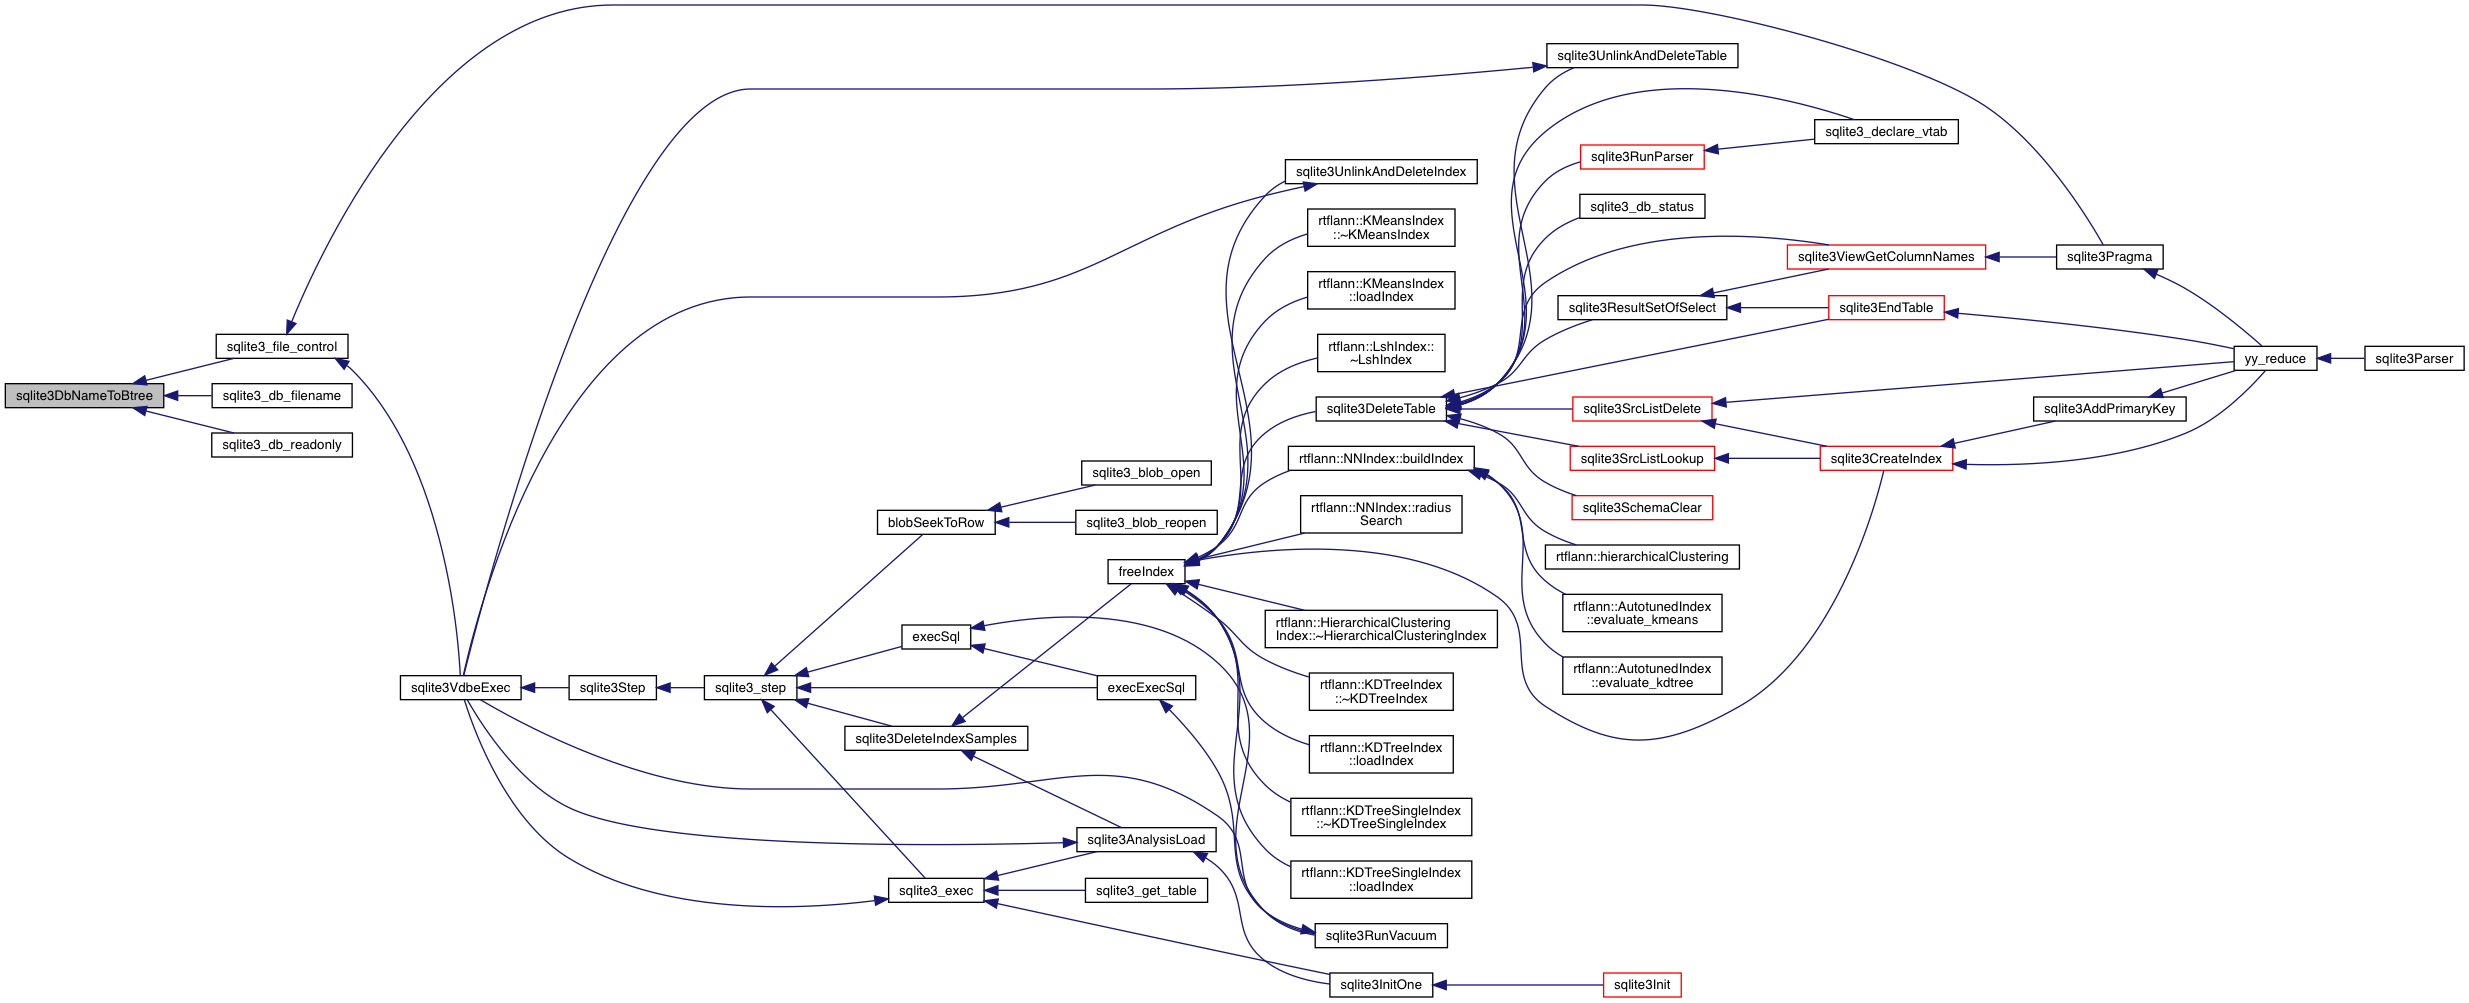 sqlite3DbNameToBtree
sqlite3_file_control
sqlite3_db_filename
sqlite3_db_readonly
sqlite3VdbeExec
sqlite3Step
sqlite3_step
blobSeekToRow
execSql
sqlite3DeleteIndexSamples
sqlite3_exec
sqlite3_blob_open
sqlite3_blob_reopen
freeIndex
execExecSql
sqlite3AnalysisLoad
sqlite3_get_table
sqlite3UnlinkAndDeleteIndex
rtflann::KMeansIndex
::~KMeansIndex
rtflann::KMeansIndex
::loadIndex
rtflann::LshIndex::
~LshIndex
sqlite3DeleteTable
rtflann::NNIndex::buildIndex
rtflann::NNIndex::radius
Search
rtflann::HierarchicalClustering
Index::~HierarchicalClusteringIndex
rtflann::KDTreeIndex
::~KDTreeIndex
rtflann::KDTreeIndex
::loadIndex
rtflann::KDTreeSingleIndex
::~KDTreeSingleIndex
rtflann::KDTreeSingleIndex
::loadIndex
sqlite3RunVacuum
sqlite3InitOne
sqlite3UnlinkAndDeleteTable
sqlite3RunParser
sqlite3_db_status
sqlite3ResultSetOfSelect
sqlite3SrcListDelete
sqlite3SrcListLookup
sqlite3SchemaClear
rtflann::hierarchicalClustering
rtflann::AutotunedIndex
::evaluate_kmeans
rtflann::AutotunedIndex
::evaluate_kdtree
sqlite3Init
sqlite3_declare_vtab
sqlite3ViewGetColumnNames
sqlite3EndTable
sqlite3CreateIndex
sqlite3Pragma
sqlite3AddPrimaryKey
yy_reduce
sqlite3Parser